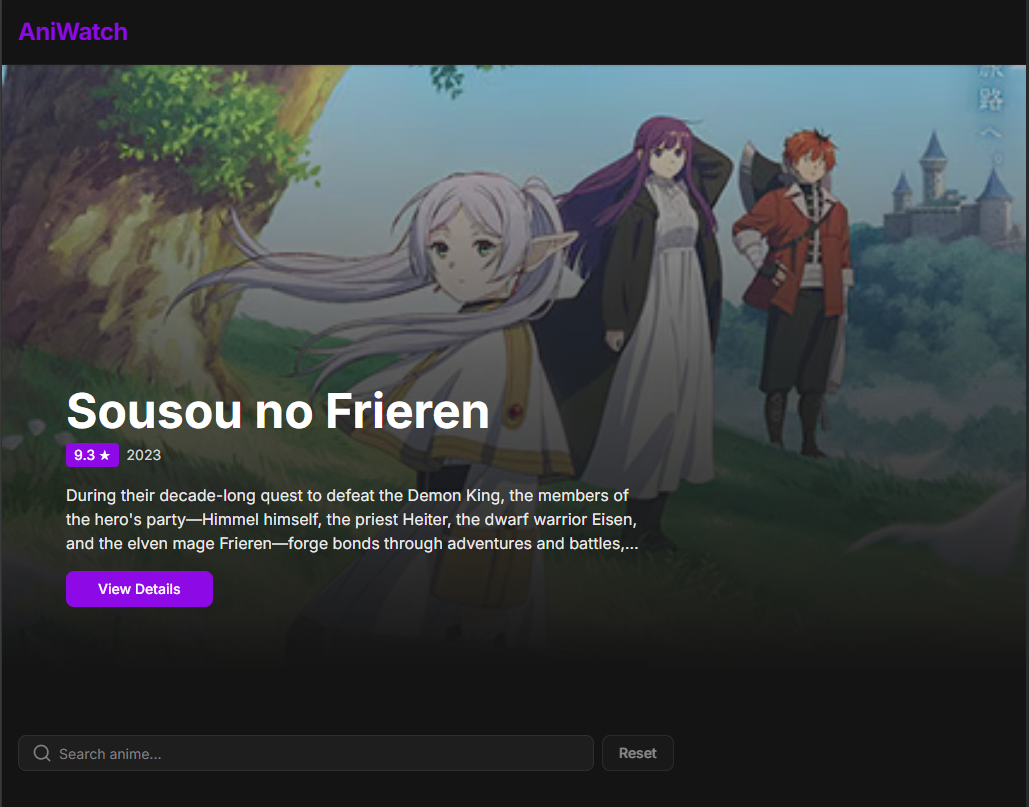 AniWatch
路
へ
Sousou no Frieren
9.3 ★ 2023
During their decade-long quest to defeat the Demon King, the members of
the hero's party—Himmel himself, the priest Heiter, the dwarf warrior Eisen,
and the elven mage Frieren—forge bonds through adventures and battles,...
View Details
Search anime...
Reset